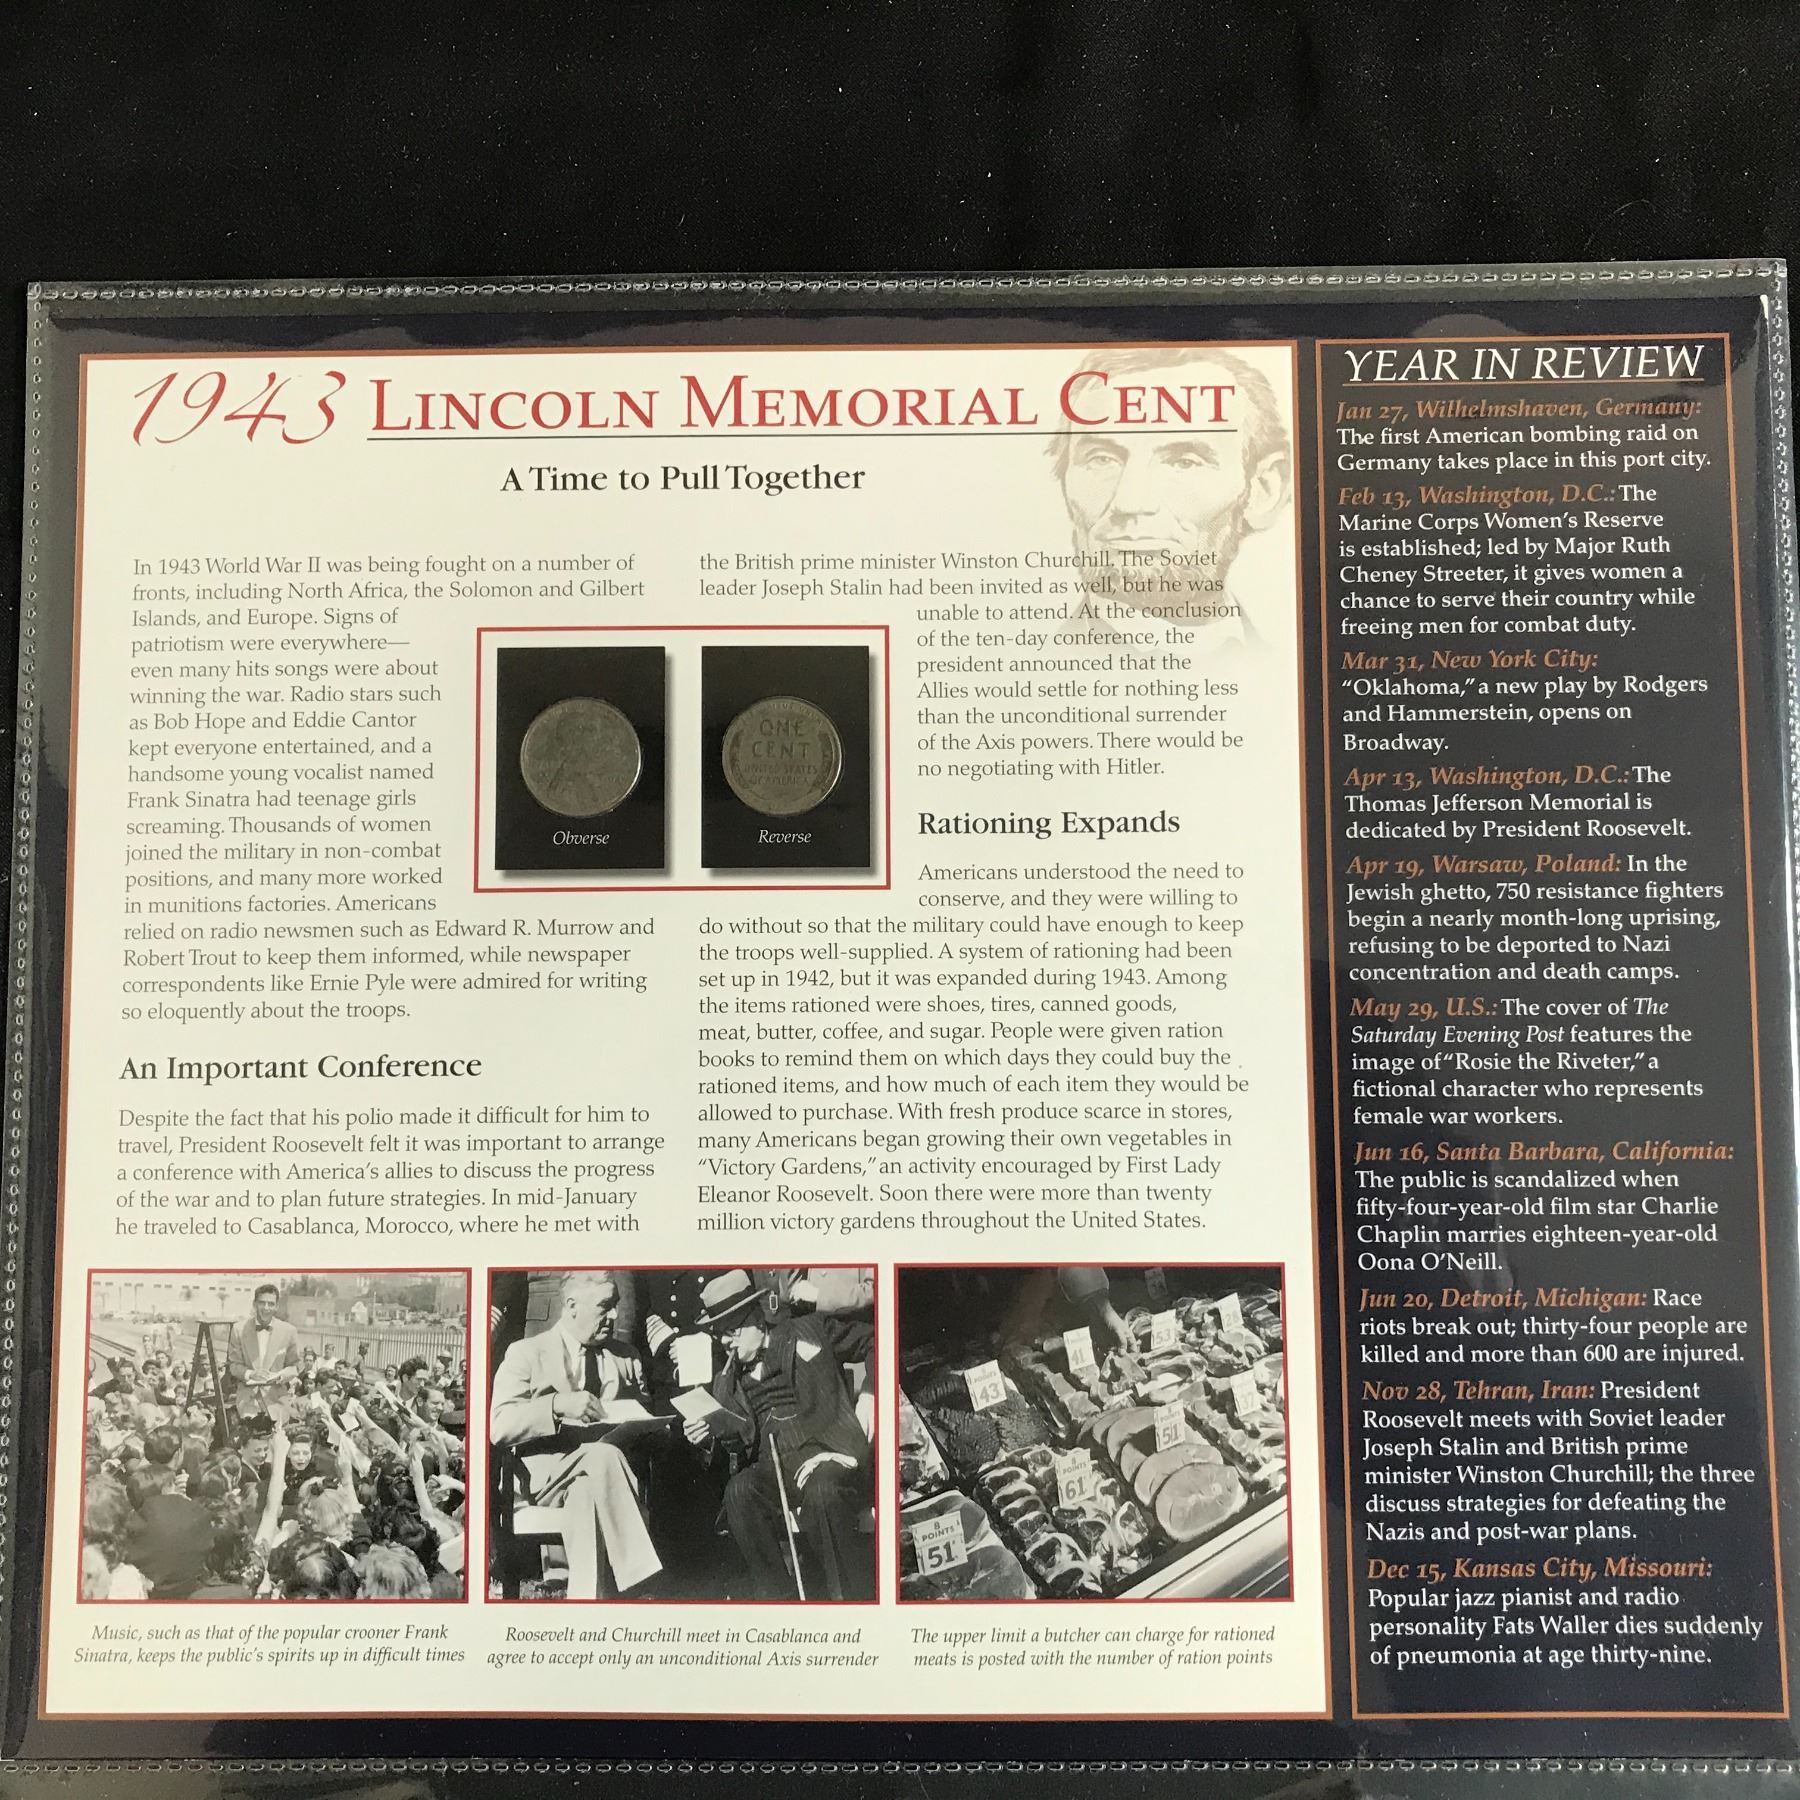 1943 LINCOLN MEMORIAL CENT
A Time to Pull Together
In 1943 World War II was being fought on a number of
fronts, including North Africa, the Solomon and Gilbert
Islands, and Europe. Signs of
patriotism were everywhere—
even many hits songs were about
winning the war. Radio stars such
as Bob Hope and Eddie Cantor
kept everyone entertained, and a
handsome young vocalist named
Frank Sinatra had teenage girls
screaming. Thousands of women
joined the military in non-combat
positions, and many more worked
in munitions factories. Americans
relied on radio newsmen such as Edward R. Murrow and
Robert Trout to keep them informed, while newspaper
correspondents like Ernie Pyle were admired for writing
so eloquently about the troops.
An Important Conference
Despite the fact that his polio made it difficult for him to
travel, President Roosevelt felt it was important to arrange
a conference with America's allies to discuss the progress
of the war and to plan future strategies. In mid-January
he traveled to Casablanca, Morocco, where he met with
the British prime minister Winston Churchill. The Soviet
leader Joseph Stalin had been invited as well, but he was
unable to attend. At the conclusion
of the ten-day conference, the
president announced that the
Allies would settle for nothing less
than the unconditional surrender
of the Axis powers. There would be
no negotiating with Hitler.
Rationing Expands
Americans understood the need to
conserve, and they were willing to
do without so that the military could have enough to keep
the troops well-supplied. A system of rationing had been
set up in 1942, but it was expanded during 1943. Among
the items rationed were shoes, tires, canned goods,
meat, butter, coffee, and sugar. People were given ration
books to remind them on which days they could buy the
rationed items, and how much of each item they would be
allowed to purchase. With fresh produce scarce in stores,
many Americans began growing their own vegetables in
"Victory Gardens," an activity encouraged by First Lady
Eleanor Roosevelt. Soon there were more than twenty
million victory gardens throughout the United States.
ONE
CENT
UNITED STATES
OF AMERICA
Obverse
Reverse
43
41
53
51
8
POINTS
61
8
POINTS
51
Music, such as that of the popular crooner Frank
Sinatra, keeps the public's spirits up in difficult times
Roosevelt and Churchill meet in Casablanca and
agree to accept only an unconditional Axis surrender
The upper limit a butcher can charge for rationed
meats is posted with the number of ration points
YEAR IN REVIEW
Jan 27, Wilhelmshaven, Germany:
The first American bombing raid on
Germany takes place in this port city.
Feb 13, Washington, D.C.: The
Marine Corps Women's Reserve
is established; led by Major Ruth
Cheney Streeter, it gives women a
chance to serve their country while
freeing men for combat duty.
Mar 31, New York City:
"Oklahoma," a new play by Rodgers
and Hammerstein, opens on
Broadway.
Apr 13, Washington, D.C.: The
Thomas Jefferson Memorial is
dedicated by President Roosevelt.
Apr 19, Warsaw, Poland: In the
Jewish ghetto, 750 resistance fighters
begin a nearly month-long uprising,
refusing to be deported to Nazi
concentration and death camps.
May 29, U.S.: The cover of The
Saturday Evening Post features the
image of "Rosie the Riveter," a
fictional character who represents
female war workers.
Jun 16, Santa Barbara, California:
The public is scandalized when
fifty-four-year-old film star Charlie
Chaplin marries eighteen-year-old
Oona O'Neill.
Jun 20, Detroit, Michigan: Race
riots break out; thirty-four people are
killed and more than 600 are injured.
Nov 28, Tehran, Iran: President
Roosevelt meets with Soviet leader
Joseph Stalin and British prime
minister Winston Churchill; the three
discuss strategies for defeating the
Nazis and post-war plans.
Dec 15, Kansas City, Missouri:
Popular jazz pianist and radio
personality Fats Waller dies suddenly
of pneumonia at age thirty-nine.